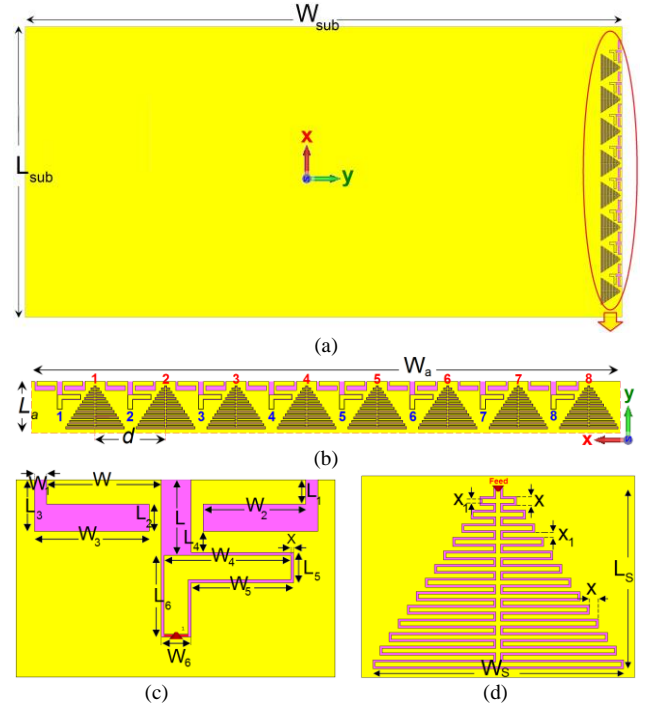 W_sub
x
y
L_sub
(a)
W_a
1 2 3 4 5 6 7 8
L_a
1 2 3 4 5 6 7 8
y
x
d
(b)
W_1 W L L_1
L_3 L_2 W_2
W_3 L_4 W_4 x
L_6 W_5 L_5
W_6
(c)
Feed
X_1 X
X_1
L_S
X
W_S
(d)